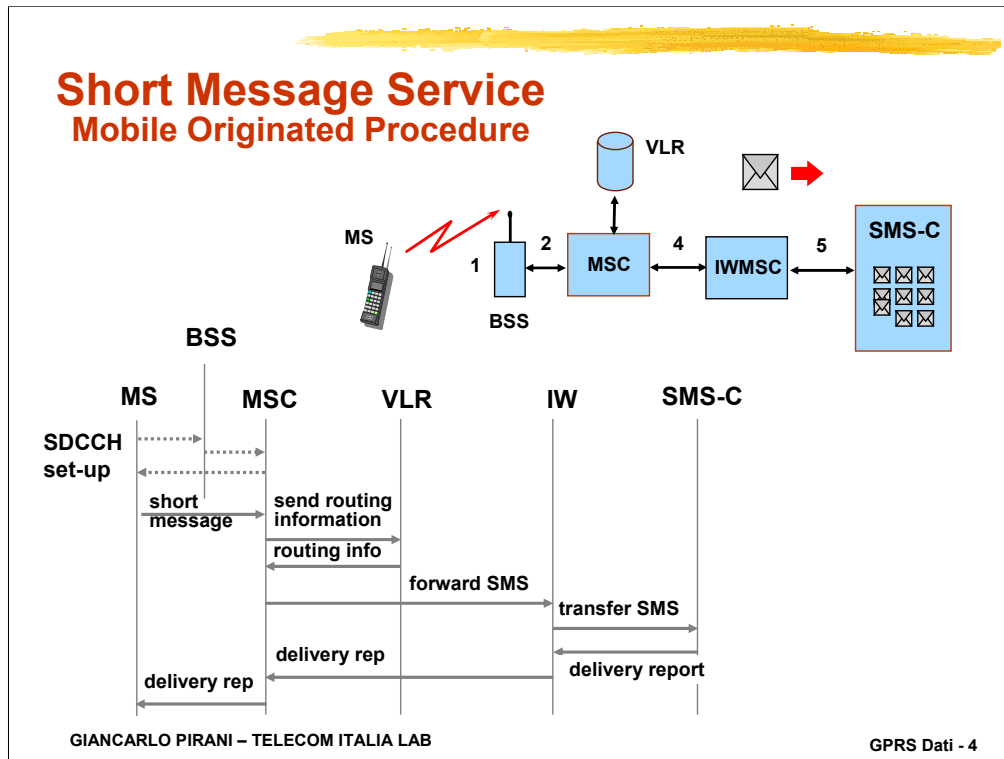 Short Message Service
Mobile Originated Procedure
VLR
MS
1
2
MSC
4
IWMSC
5
SMS-C
BSS
BSS
MS
MSC
VLR
IW
SMS-C
SDCCH
set-up
short
message
send routing
information
routing info
forward SMS
transfer SMS
delivery report
delivery rep
delivery rep
GIANCARLO PIRANI – TELECOM ITALIA LAB
GPRS Dati - 4